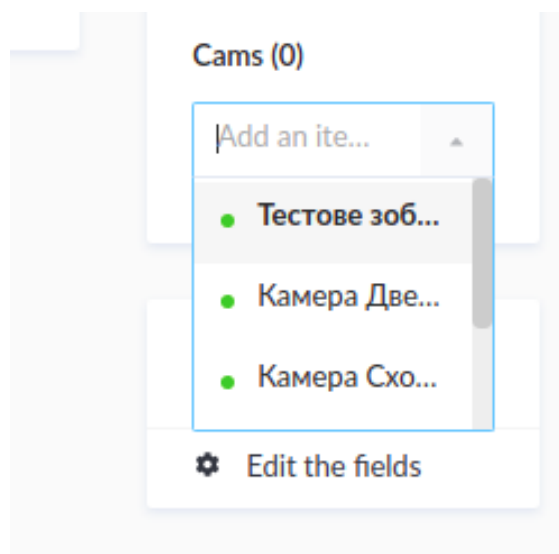 Cams (0)
Add an ite...
Тестове зоб...
Камера Две...
Камера Схо...
Edit the fields